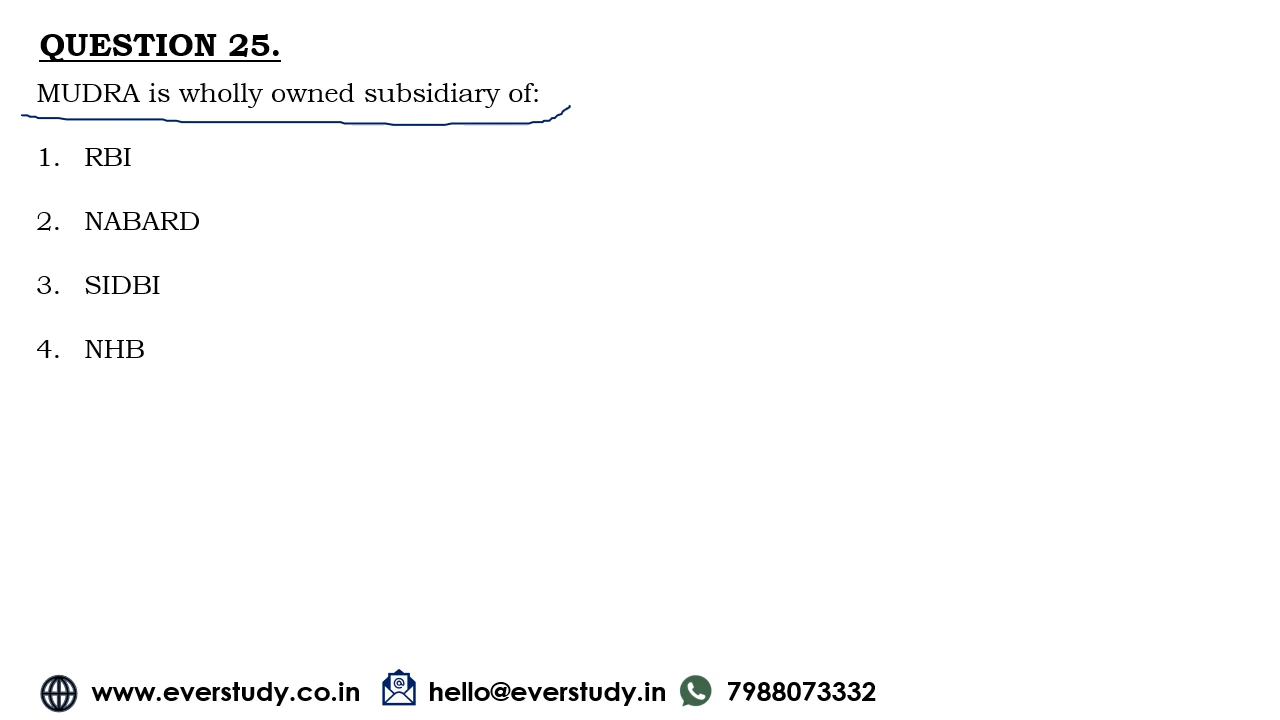 QUESTION 25.
MUDRA is wholly owned subsidiary of:
1. RBI
2. NABARD
3. SIDBI
4. NHB
www.everstudy.co.in hello@everstudy.in 7988073332